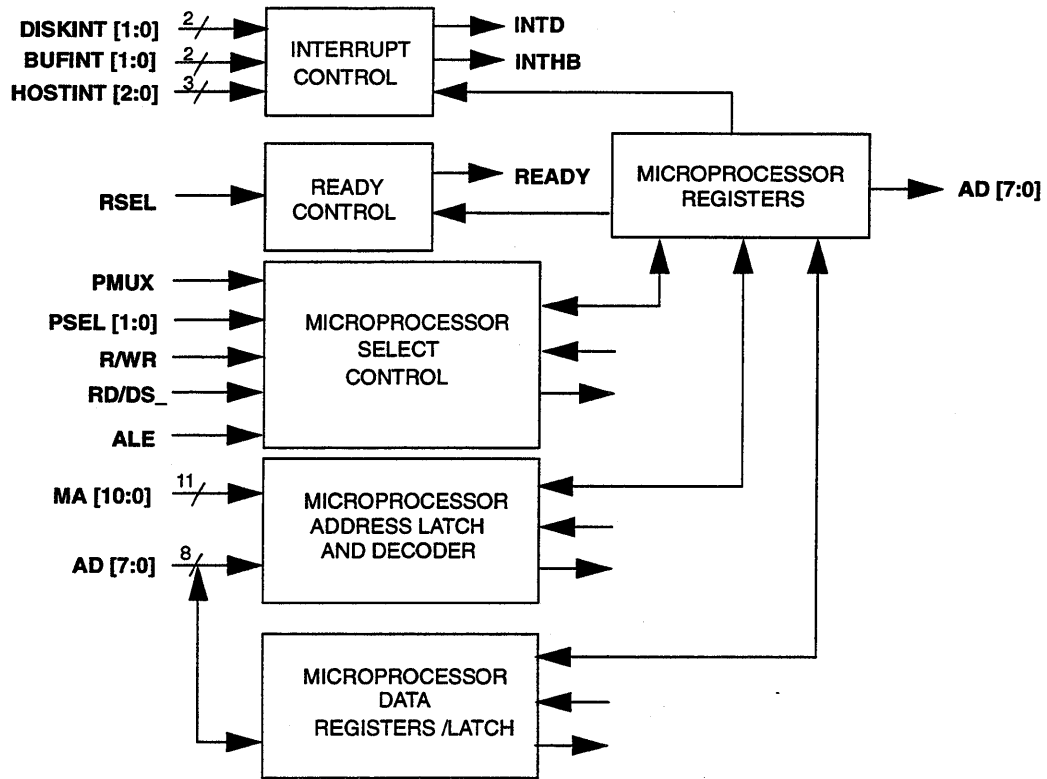 DISKINT [1:0]
2
BUFINT [1:0]
2
HOSTINT [2:0]
3
INTERRUPT
CONTROL
INTD
INTHB
RSEL
READY
CONTROL
READY
MICROPROCESSOR
REGISTERS
AD [7:0]
PMUX
PSEL [1:0]
R/WR
RD/DS_
ALE
MICROPROCESSOR
SELECT
CONTROL
MA [10:0]
11
AD [7:0]
8
MICROPROCESSOR
ADDRESS LATCH
AND DECODER
MICROPROCESSOR
DATA
REGISTERS /LATCH